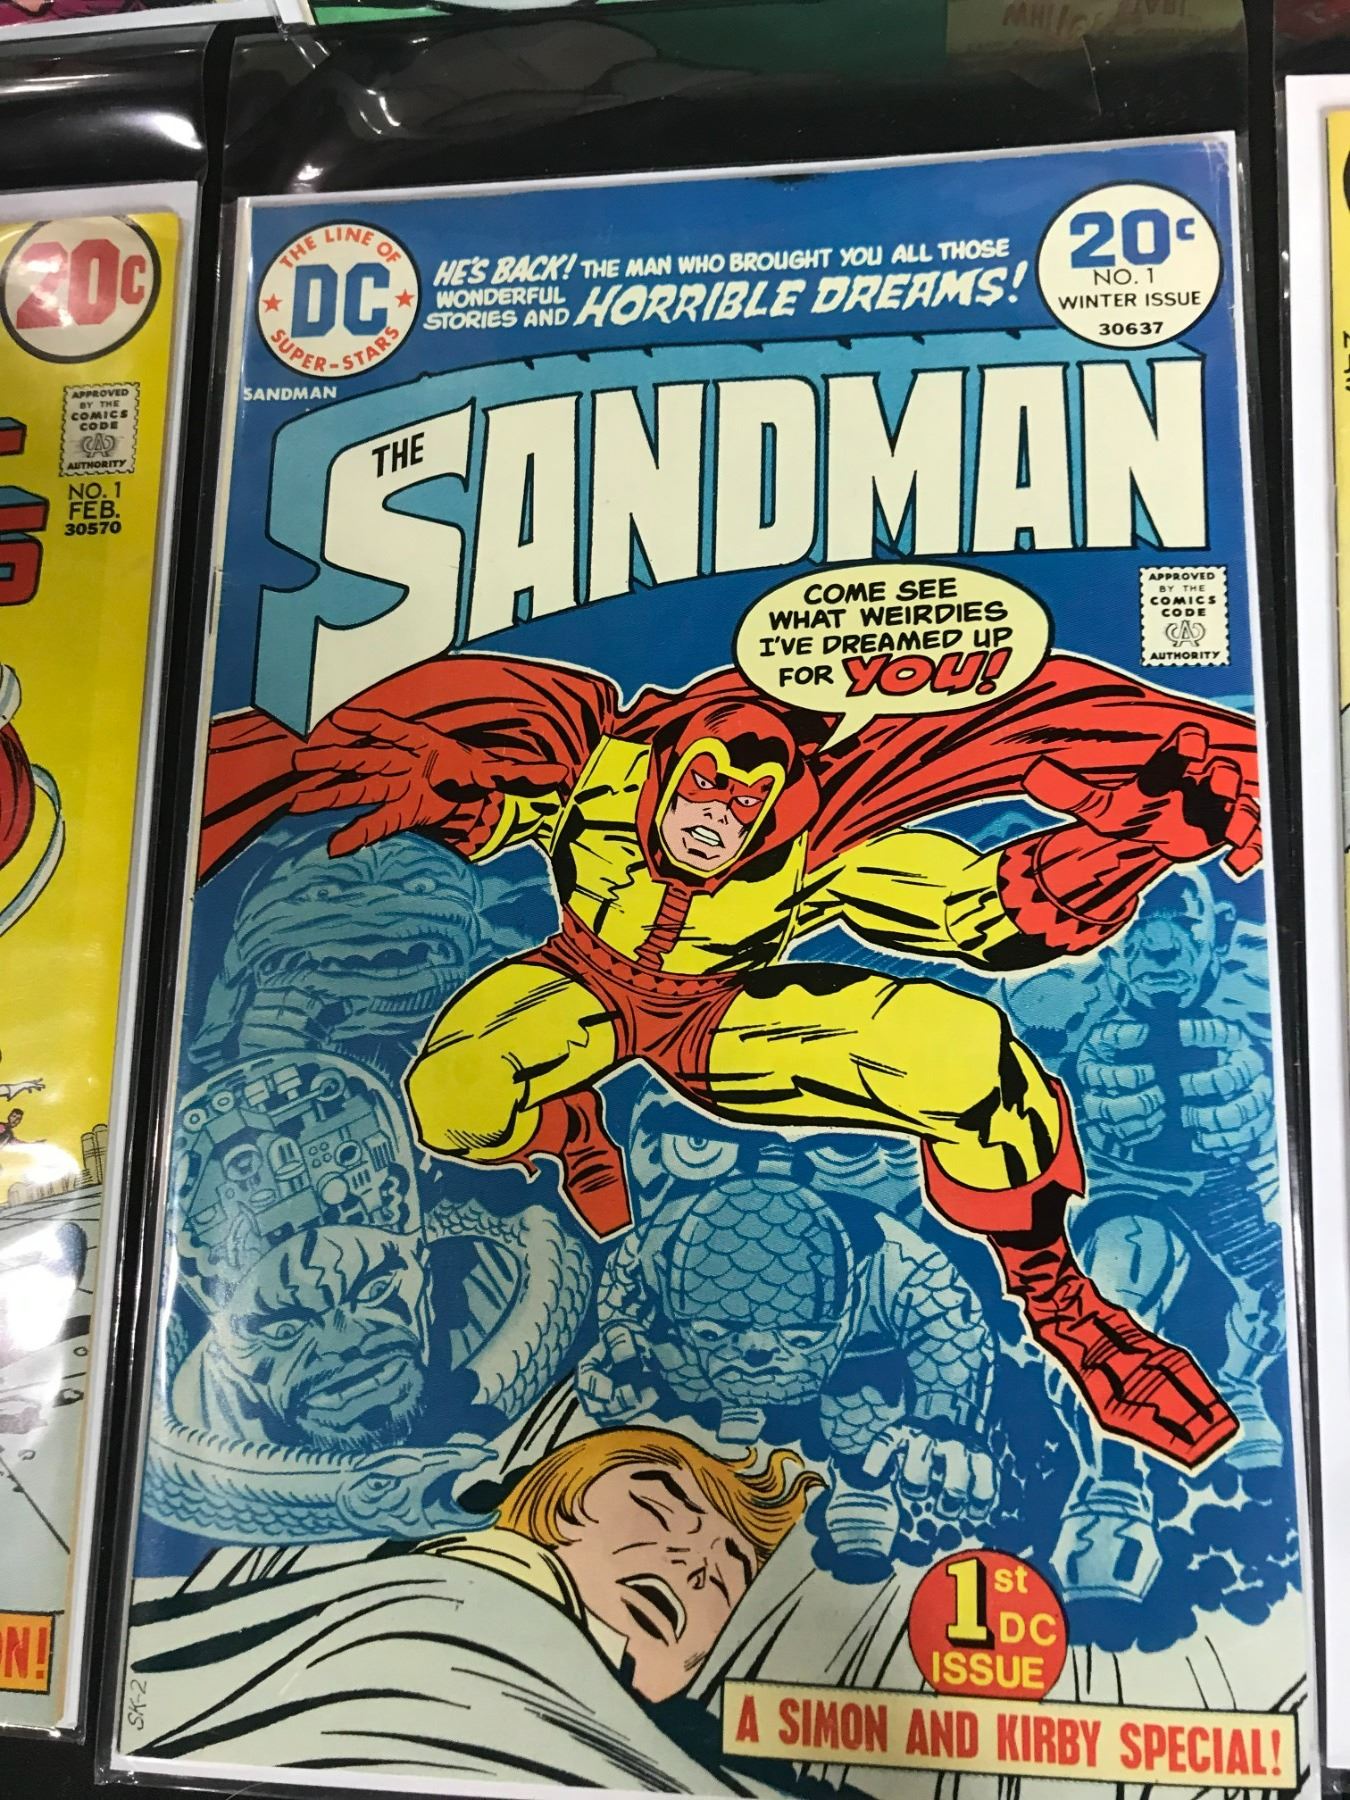 THE LINE OF
DC
SUPER-STARS
HE'S BACK! THE MAN WHO BROUGHT YOU ALL THOSE
WONDERFUL
STORIES AND HORRIBLE DREAMS!
20¢
NO. 1
WINTER ISSUE
30637
SANDMAN
THE
SANDMAN
COME SEE
WHAT WEIRDIES
I'VE DREAMED UP
FOR YOU!
APPROVED
BY THE
COMICS
CODE
AUTHORITY
1st
DC
ISSUE
A SIMON AND KIRBY SPECIAL!
SK-2
20¢
APPROVED
BY THE
COMICS
CODE
AUTHORITY
NO. 1
FEB.
30570
N!